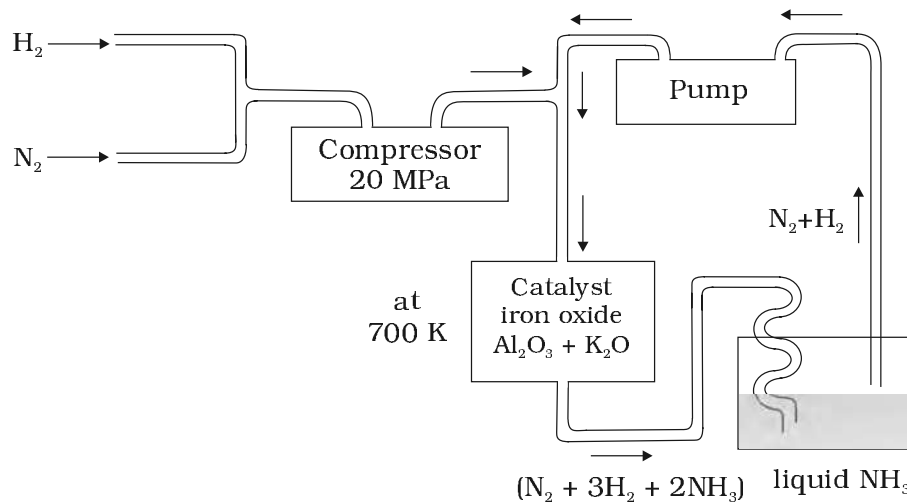 H₂
N₂
Compressor
20 MPa
Pump
N₂+H₂
at
700 K
Catalyst
iron oxide
Al₂O₃ + K₂O
(N₂ + 3H₂ + 2NH₃)
liquid NH₃